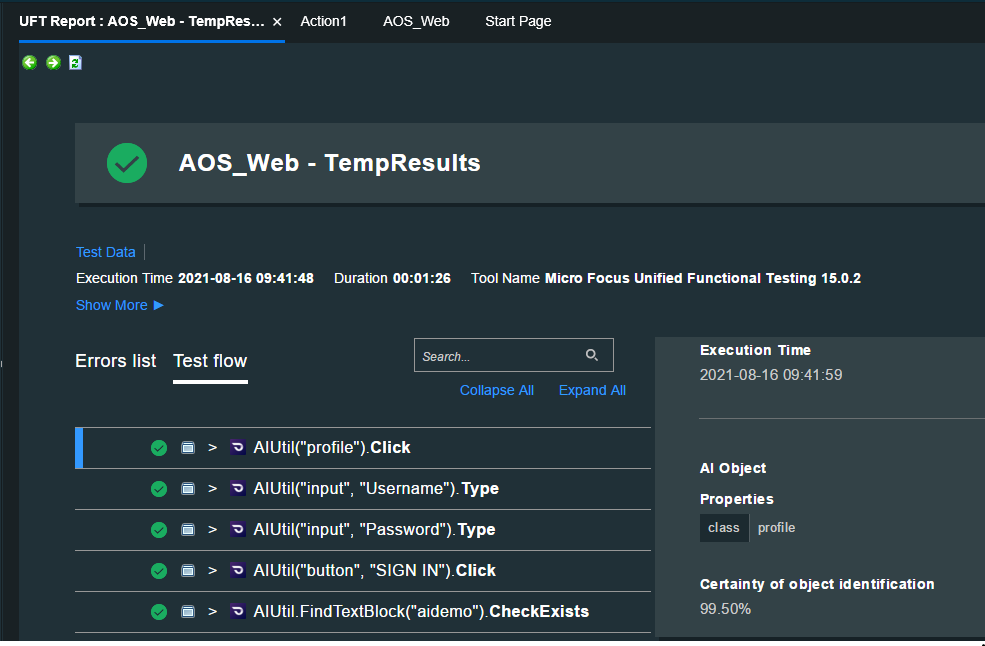 UFT Report : AOS_Web - TempRes... × Action1 AOS_Web Start Page
AOS_Web - TempResults
Test Data
Execution Time 2021-08-16 09:41:48 Duration 00:01:26 Tool Name Micro Focus Unified Functional Testing 15.0.2
Show More ▶
Errors list Test flow
Search...
Collapse All Expand All
> AIUtil("profile").Click
> AIUtil("input", "Username").Type
> AIUtil("input", "Password").Type
> AIUtil("button", "SIGN IN").Click
> AIUtil.FindTextBlock("aidemo").CheckExists
Execution Time
2021-08-16 09:41:59
AI Object
Properties
class profile
Certainty of object identification
99.50%